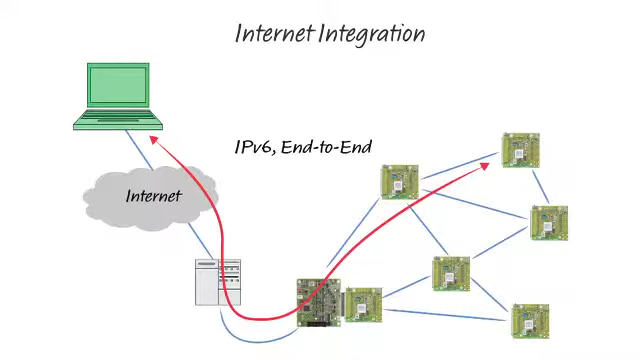 Internet Integration
IPv6, End-to-End
Internet